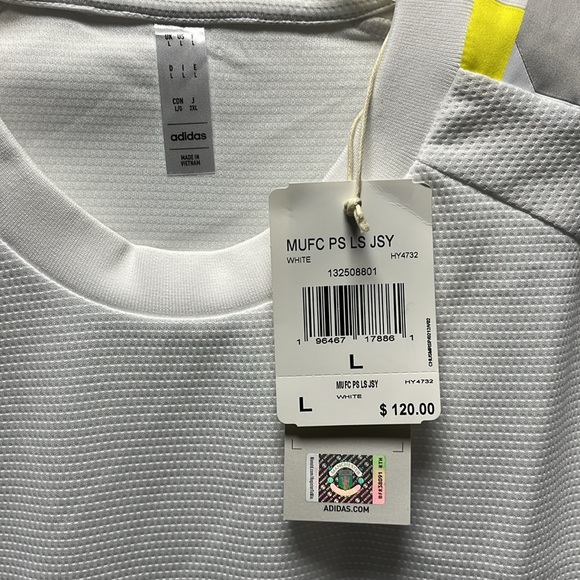 UK US F
L L L
D I E
L L L
CON J
L/G 2XL
adidas
MADE IN
VIETNAM
MUFC PS LS JSY
WHITE HY4732
132508801
1 96467 17886 1
L
MUFC PS LS JSY HY4732
L WHITE $ 120.00
ADIDAS.COM